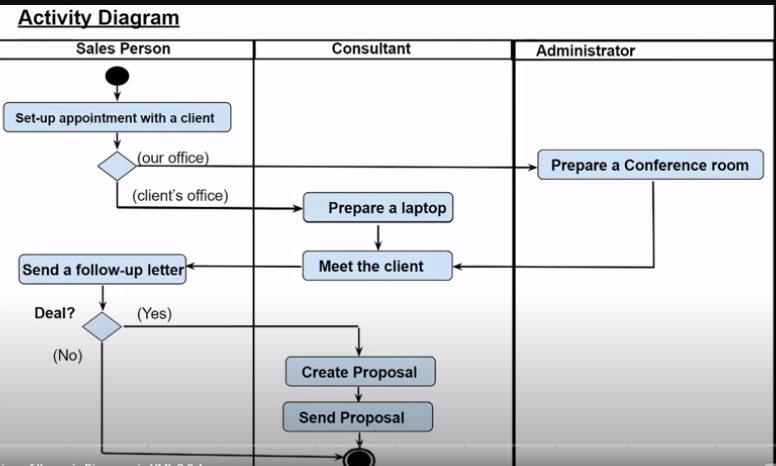 Activity Diagram
Sales Person
Consultant
Administrator
Set-up appointment with a client
(our office)
Prepare a Conference room
(client's office)
Prepare a laptop
Send a follow-up letter
Meet the client
Deal?
(Yes)
(No)
Create Proposal
Send Proposal